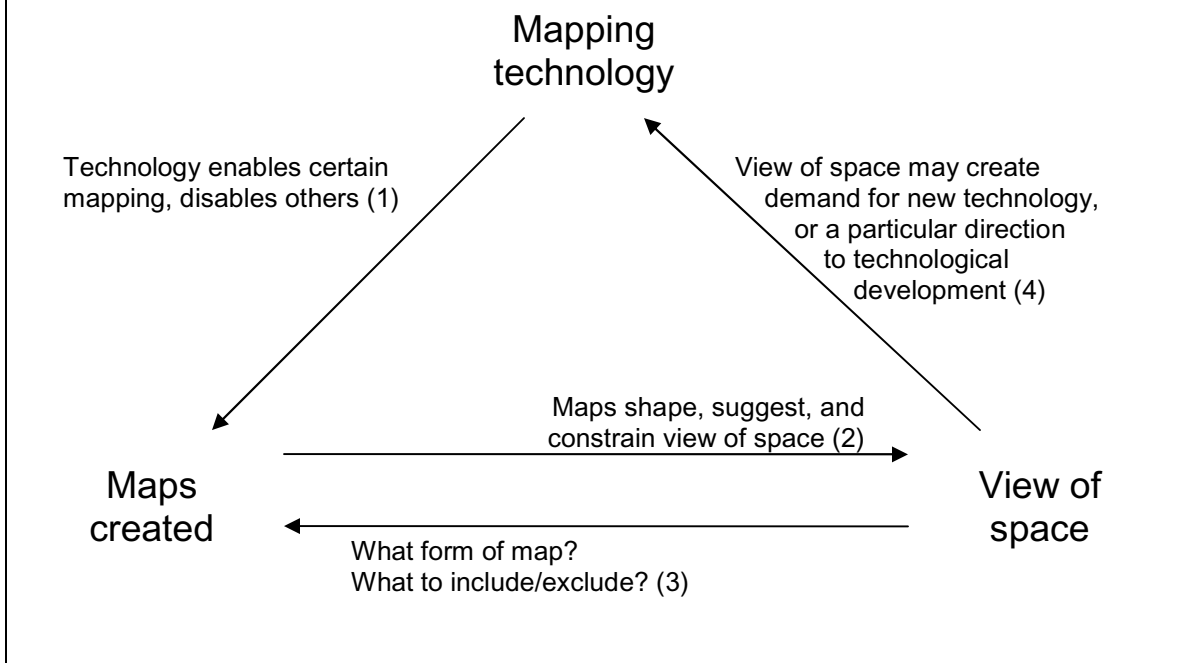 Mapping
technology
Technology enables certain
mapping, disables others (1)
View of space may create
demand for new technology,
or a particular direction
to technological
development (4)
Maps shape, suggest, and
constrain view of space (2)
Maps
created
View of
space
What form of map?
What to include/exclude? (3)